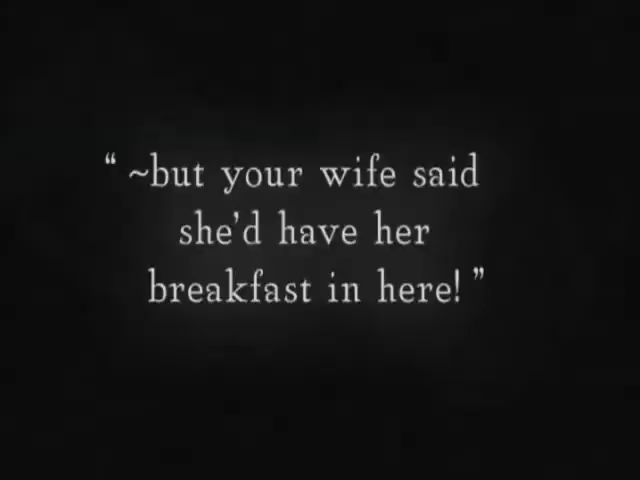 “ ~but your wife said
she’d have her
breakfast in here! ”